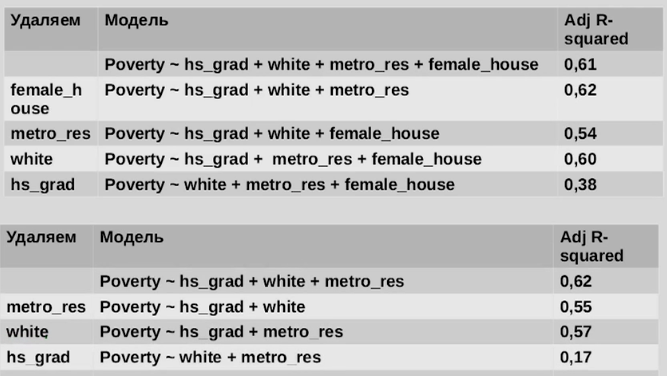 Удаляем Модель Adj R-
squared
Poverty ~ hs_grad + white + metro_res + female_house 0,61
female_h Poverty ~ hs_grad + white + metro_res 0,62
ouse
metro_res Poverty ~ hs_grad + white + female_house 0,54
white Poverty ~ hs_grad + metro_res + female_house 0,60
hs_grad Poverty ~ white + metro_res + female_house 0,38
Удаляем Модель Adj R-
squared
Poverty ~ hs_grad + white + metro_res 0,62
metro_res Poverty ~ hs_grad + white 0,55
white Poverty ~ hs_grad + metro_res 0,57
hs_grad Poverty ~ white + metro_res 0,17